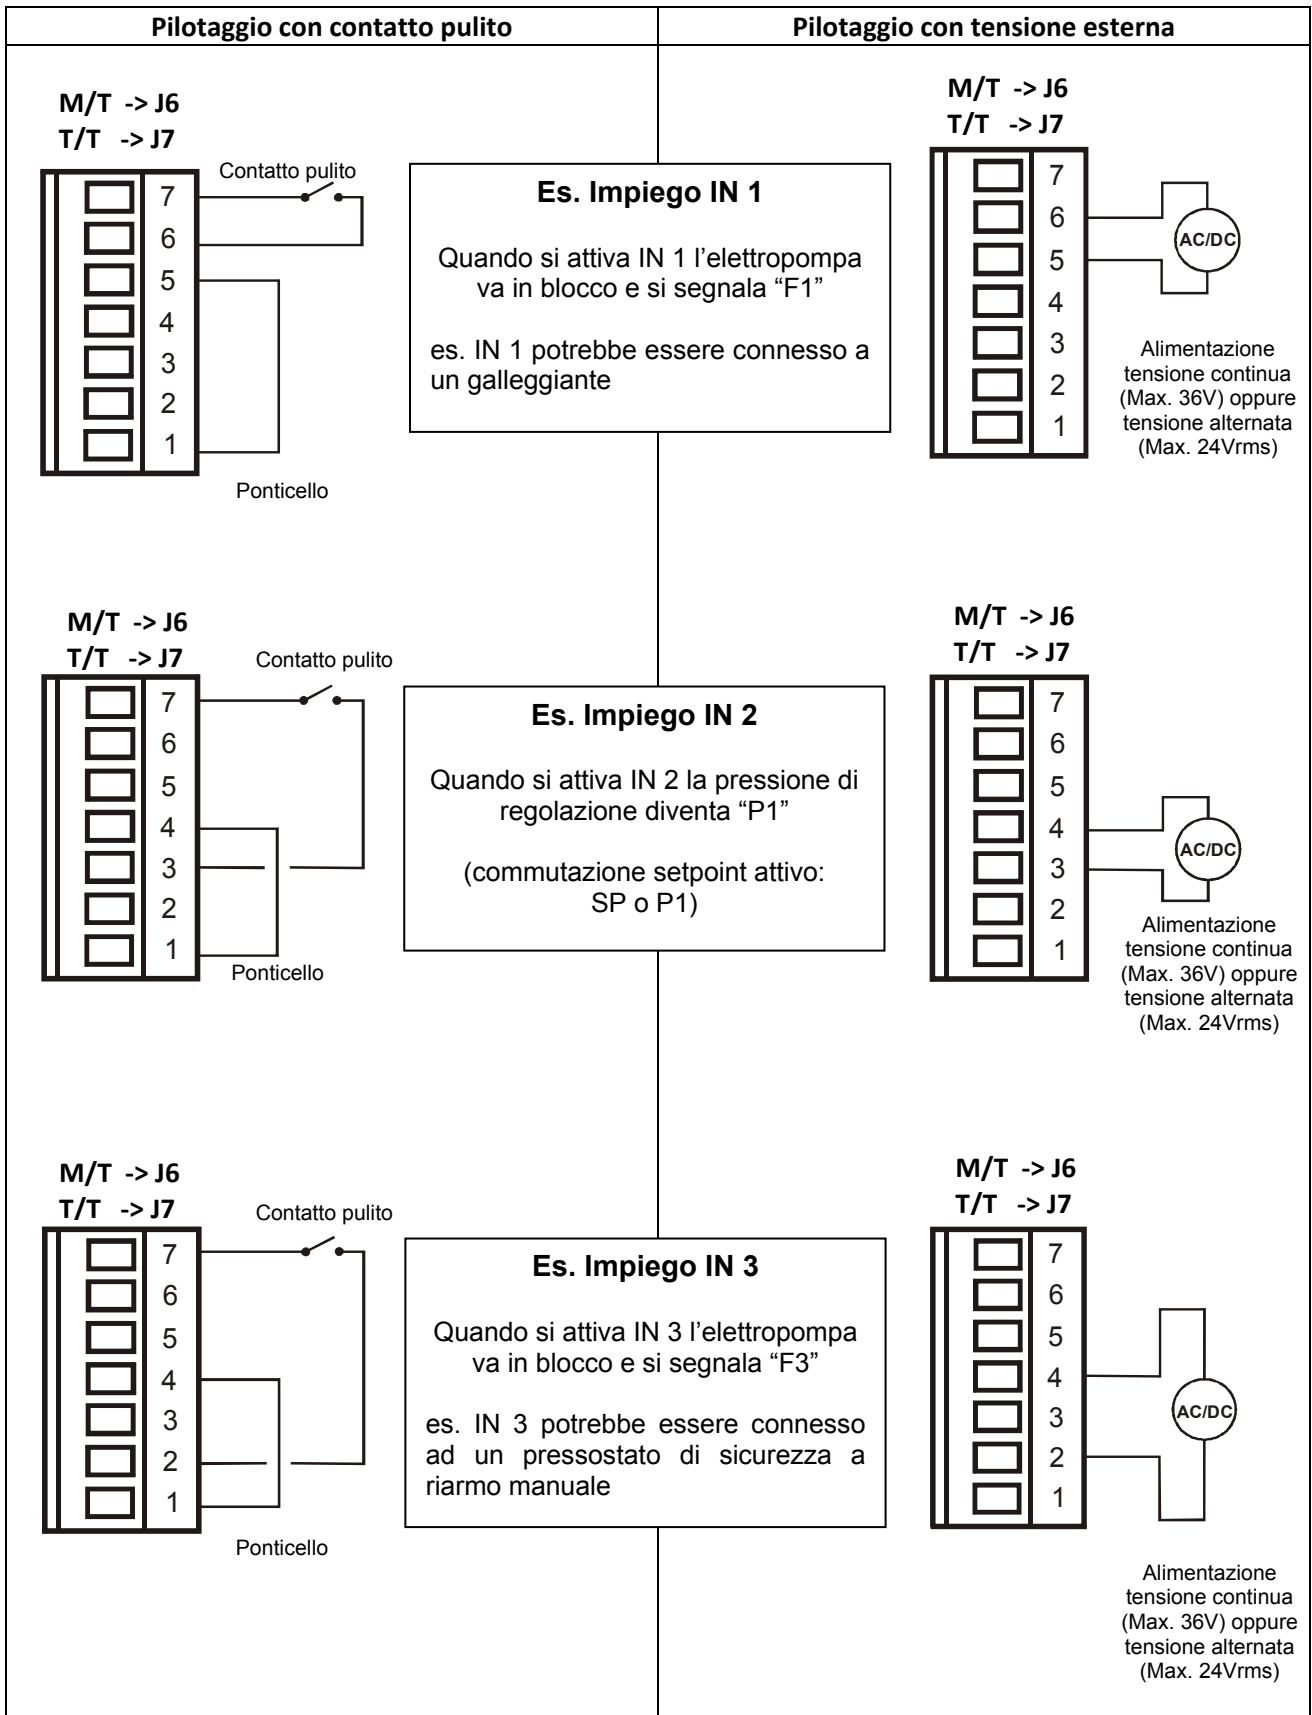 Pilotaggio con contatto pulito
Pilotaggio con tensione esterna
M/T -> J6
T/T -> J7
Contatto pulito
7
6
5
4
3
2
1
Ponticello
Es. Impiego IN 1
Quando si attiva IN 1 l’elettropompa
va in blocco e si segnala “F1”
es. IN 1 potrebbe essere connesso a
un galleggiante
M/T -> J6
T/T -> J7
7
6
5
4
3
2
1
AC/DC
Alimentazione
tensione continua
(Max. 36V) oppure
tensione alternata
(Max. 24Vrms)
M/T -> J6
T/T -> J7
Contatto pulito
7
6
5
4
3
2
1
Ponticello
Es. Impiego IN 2
Quando si attiva IN 2 la pressione di
regolazione diventa “P1”
(commutazione setpoint attivo:
SP o P1)
M/T -> J6
T/T -> J7
7
6
5
4
3
2
1
AC/DC
Alimentazione
tensione continua
(Max. 36V) oppure
tensione alternata
(Max. 24Vrms)
M/T -> J6
T/T -> J7
Contatto pulito
7
6
5
4
3
2
1
Ponticello
Es. Impiego IN 3
Quando si attiva IN 3 l’elettropompa
va in blocco e si segnala “F3”
es. IN 3 potrebbe essere connesso
ad un pressostato di sicurezza a
riarmo manuale
M/T -> J6
T/T -> J7
7
6
5
4
3
2
1
AC/DC
Alimentazione
tensione continua
(Max. 36V) oppure
tensione alternata
(Max. 24Vrms)